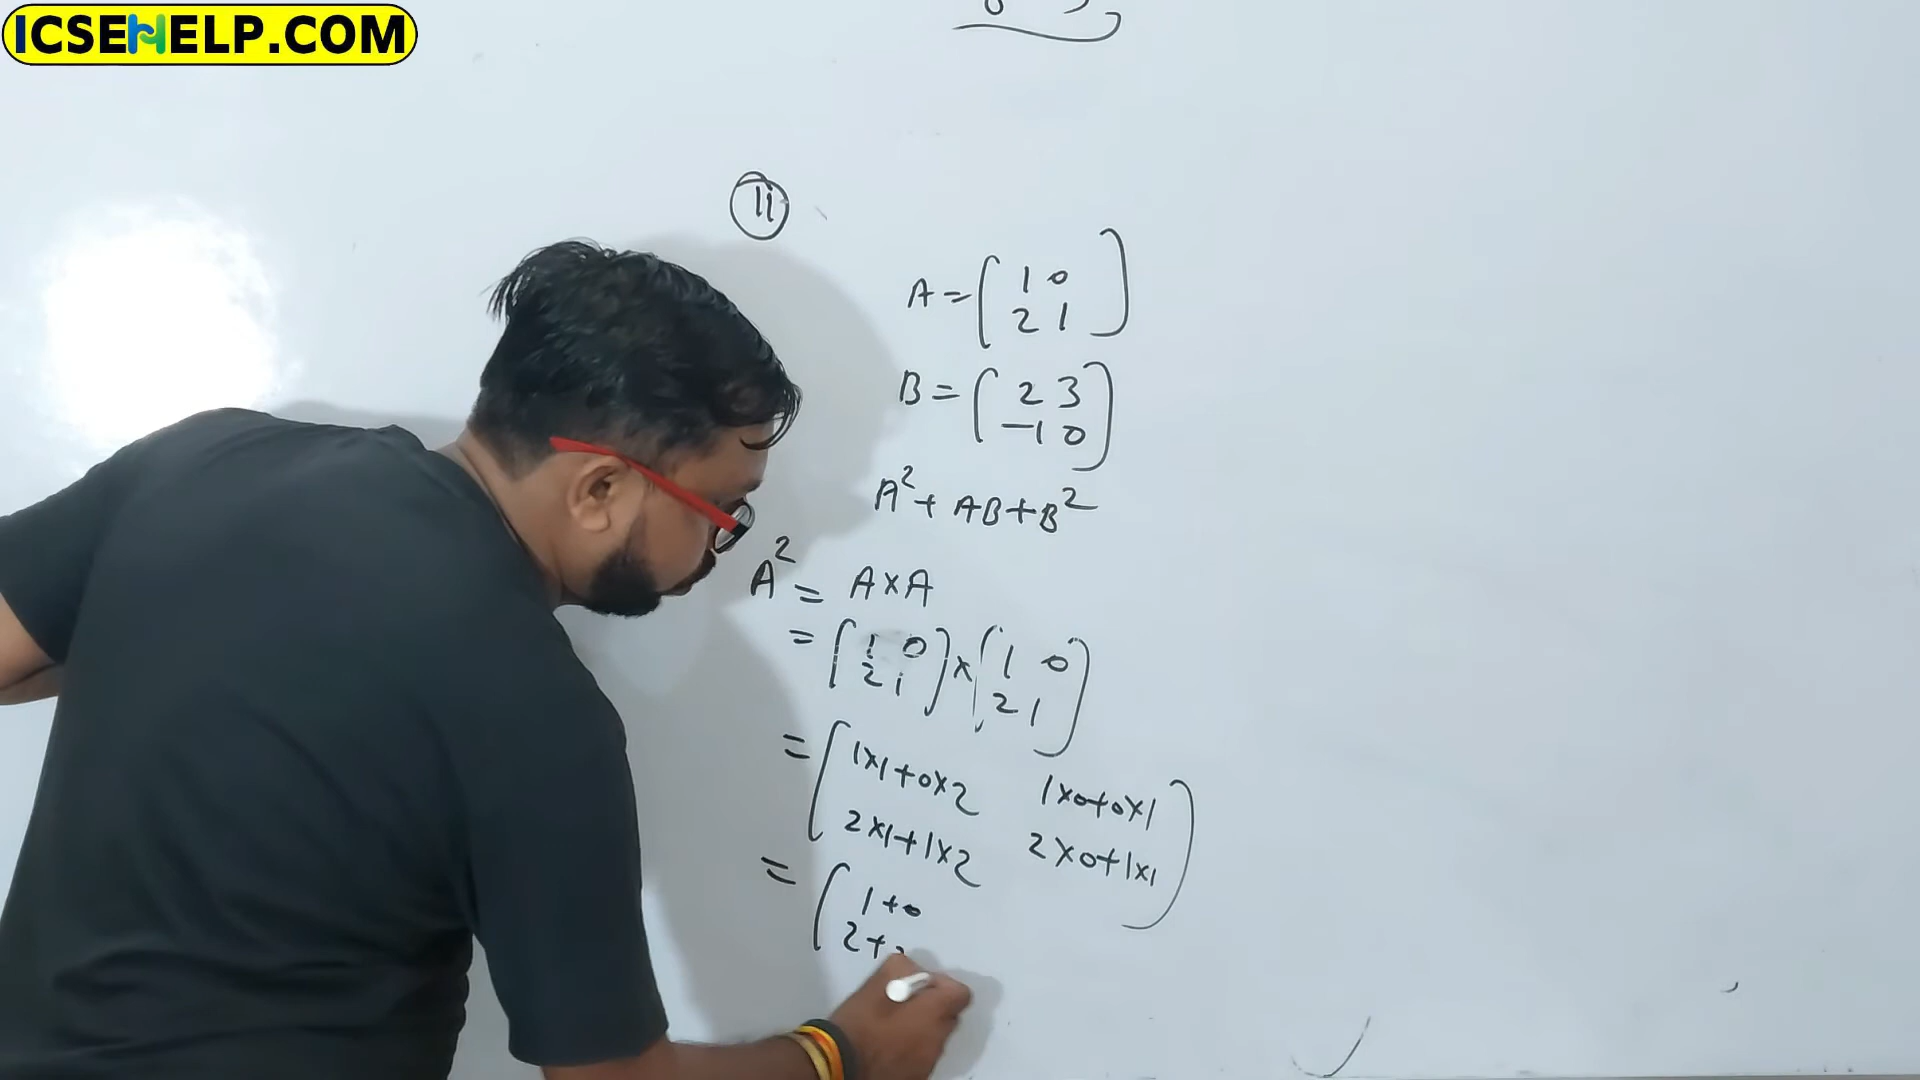 ICSEHELP.COM
11
A = [1 0
2 1]
B = [2 3
-1 0]
A² + AB + B²
A² = A×A
= [1 0
2 1] × [1 0
2 1]
= [1×1+0×2 1×0+0×1
2×1+1×2 2×0+1×1]
= [1+0
2+